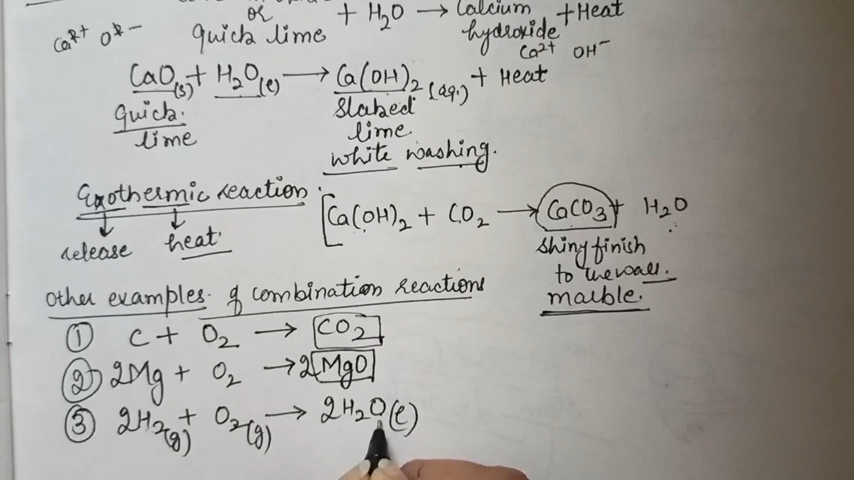 or
quick lime + H2O → Calcium hydroxide + Heat
Ca2+ O2- Ca2+ OH-
CaO(s) + H2O(l) → Ca(OH)2 (aq.) + Heat
quick lime
Slaked lime
white washing.
Exothermic reaction
release heat
Ca(OH)2 + CO2 → CaCO3 + H2O
shiny finish
to the walls.
marble.
Other examples of combination reactions
① C + O2 → CO2
② 2Mg + O2 → 2MgO
③ 2H2(g) + O2(g) → 2H2O(l)